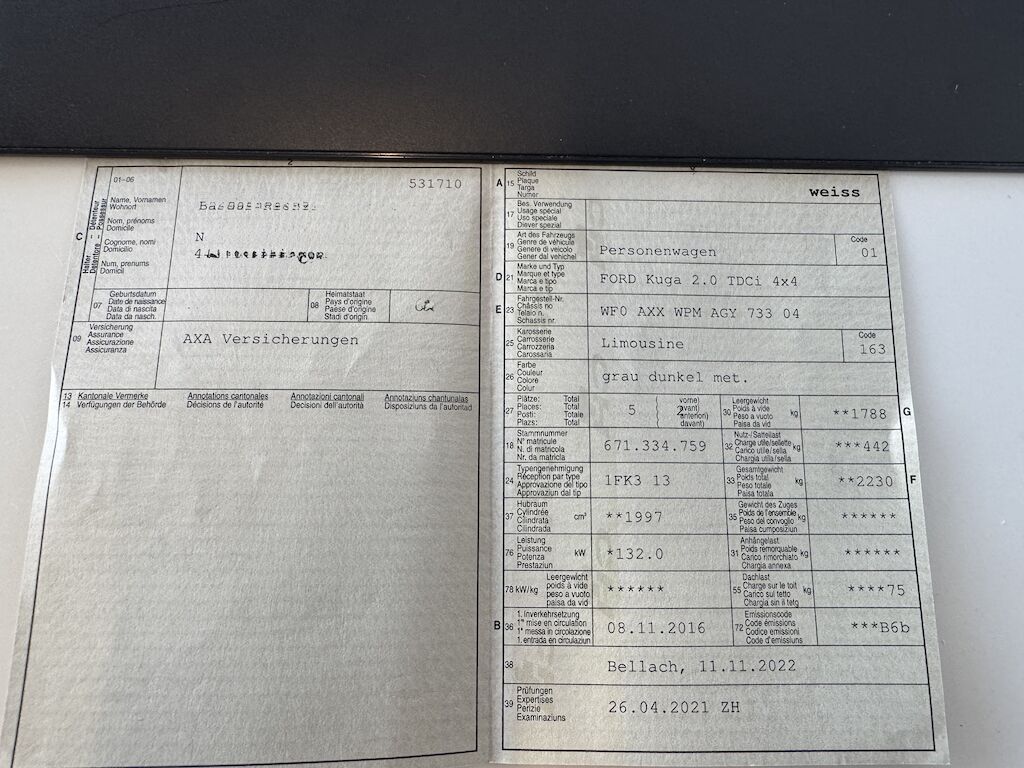 01-06
Name, Vornamen
Wohnort
Nom, prénoms
Domicile
Cognome, nomi
Domicilio
Num, prenums
Domicil
C
531710
N
07
Geburtsdatum
Date de naissance
Data di nascita
Data da nasch.
08
Heimatstaat
Pays d'origine
Paese d'origine
Stadi d'origin.
09
Versicherung
Assurance
Assicurazione
Assicuranza
AXA Versicherungen
13 Kantonale Vermerke Annotations cantonales Annotazioni cantonali Annotaziuns chantunalas
14 Verfügungen der Behörde Décisions de l'autorité Decisioni dell'autorità Disposiziuns da l'autoritad
A 15
Schild
Plaque
Targa
Numer
weiss
17
Bes. Verwendung
Usage spécial
Uso speciale
Diever spezial
19
Art des Fahrzeugs
Genre de véhicule
Genere di veicolo
Gener dal vehichel
Personenwagen
Code
01
D 21
Marke und Typ
Marque et type
Marca e tipo
Marca e tip
FORD Kuga 2.0 TDCi 4x4
E 23
Fahrgestell-Nr.
Châssis no
Telaio n.
Schassis nr.
WF0 AXX WPM AGY 733 04
25
Karosserie
Carrosserie
Carrozzeria
Carossaria
Limousine
Code
163
26
Farbe
Couleur
Colore
Colur
grau dunkel met.
27
Plätze: Total
Places: Total
Posti: Totale
Plazs: Total
5
vorne)
avant)
anteriori)
davant)
2
30
Leergewicht
Poids à vide
Peso a vuoto
Paisa da vid
kg
**1788
G
18
Stammnummer
N° matricule
N. di matricola
Nr. da matricla
671.334.759
32
Nutz-/Sattellast
Charge utile/sellette
Carico utile/sella
Chargia utila/sella
kg
***442
24
Typengenehmigung
Réception par type
Approvazione del tipo
Approvaziun dal tip
1FK3 13
33
Gesamtgewicht
Poids total
Peso totale
Paisa totala
kg
**2230
F
37
Hubraum
Cylindrée
Cilindrata
Cilindrada
cm³
**1997
35
Gewicht des Zuges
Poids de l'ensemble
Peso del convoglio
Paisa cumposiziun
kg
******
76
Leistung
Puissance
Potenza
Prestaziun
kW
*132.0
31
Anhängelast
Poids remorquable
Carico rimorchiato
Chargia annexa
kg
******
78 kW/kg
Leergewicht
poids à vide
peso a vuoto
paisa da vid
******
55
Dachlast
Charge sur le toit
Carico sul tetto
Chargia sin il tetg
kg
****75
B 36
1. Inverkehrsetzung
1re mise en circulation
1a messa in circolazione
1. entrada en circulaziun
08.11.2016
72
Emissionscode
Code émissions
Codice emissioni
Code d'emissiuns
***B6b
38
Bellach, 11.11.2022
39
Prüfungen
Expertises
Perizie
Examinaziuns
26.04.2021 ZH